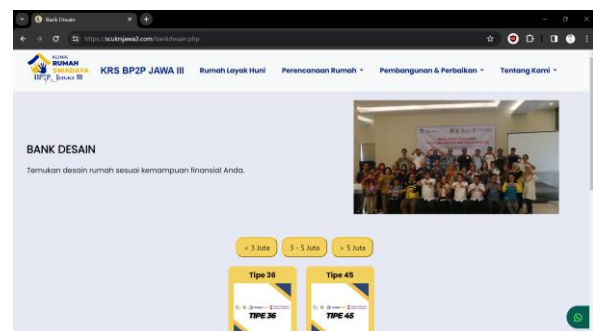 Bank Desain
https://scukrsjawa3.com/bankdesain.php
KLINIK
RUMAH
SWADAYA
BP2P Jawa III
KRS BP2P JAWA III
Rumah Layak Huni
Perencanaan Rumah
Pembangunan & Perbaikan
Tentang Kami
BANK DESAIN
Temukan desain rumah sesuai kemampuan finansial Anda.
< 3 Juta
3 - 5 Juta
> 5 Juta
Tipe 36
Tipe 45
TIPE 36
TIPE 45